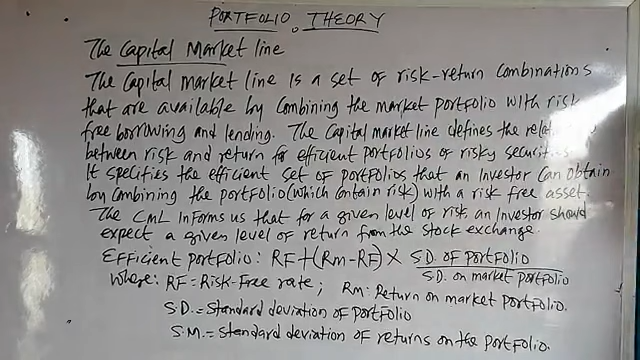 PORTFOLIO THEORY
The Capital Market line
The Capital market line is a set of risk-return combinations
that are available by combining the market portfolio with risk
free borrowing and lending. The Capital market line defines the
between risk and return for efficient portfolios of risky
It specifies the efficient set of portfolios that an investor can obtain
by combining the portfolio (which contain risk) with a risk free asset.
The CML informs us that for a given level of risk an investor should
expect a given level of return from the stock exchange.
Efficient portfolio: RF + (Rm-RF) × S.D. of Portfolio
S.D. on market portfolio
Where: RF = Risk-Free rate; Rm: Return on market portfolio.
S.D. = Standard deviation of Portfolio
S.M. = Standard deviation of returns on the Portfolio.